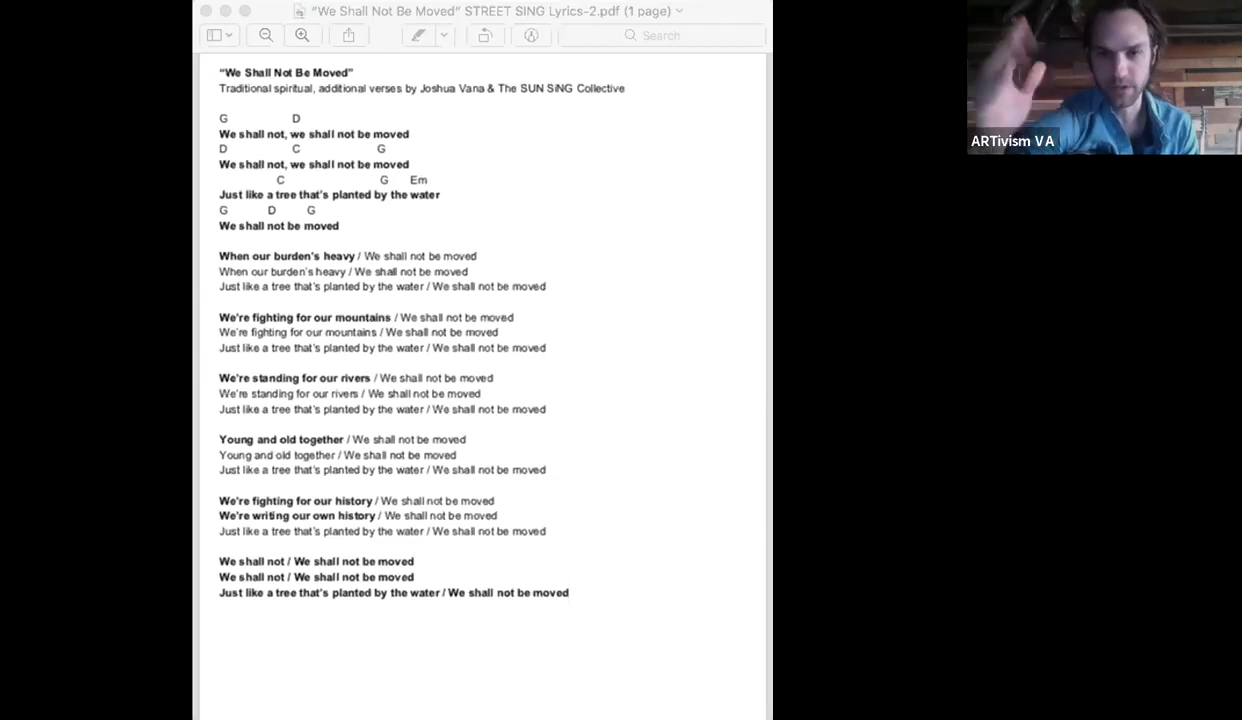 “We Shall Not Be Moved” STREET SING Lyrics-2.pdf (1 page)
Search
“We Shall Not Be Moved”
Traditional spiritual, additional verses by Joshua Vana & The SUN SiNG Collective
G D
We shall not, we shall not be moved
D C G
We shall not, we shall not be moved
C G Em
Just like a tree that’s planted by the water
G D G
We shall not be moved
When our burden’s heavy / We shall not be moved
When our burden’s heavy / We shall not be moved
Just like a tree that’s planted by the water / We shall not be moved
We’re fighting for our mountains / We shall not be moved
We’re fighting for our mountains / We shall not be moved
Just like a tree that’s planted by the water / We shall not be moved
We’re standing for our rivers / We shall not be moved
We’re standing for our rivers / We shall not be moved
Just like a tree that’s planted by the water / We shall not be moved
Young and old together / We shall not be moved
Young and old together / We shall not be moved
Just like a tree that’s planted by the water / We shall not be moved
We’re fighting for our history / We shall not be moved
We’re writing our own history / We shall not be moved
Just like a tree that’s planted by the water / We shall not be moved
We shall not / We shall not be moved
We shall not / We shall not be moved
Just like a tree that’s planted by the water / We shall not be moved
ARTivism VA